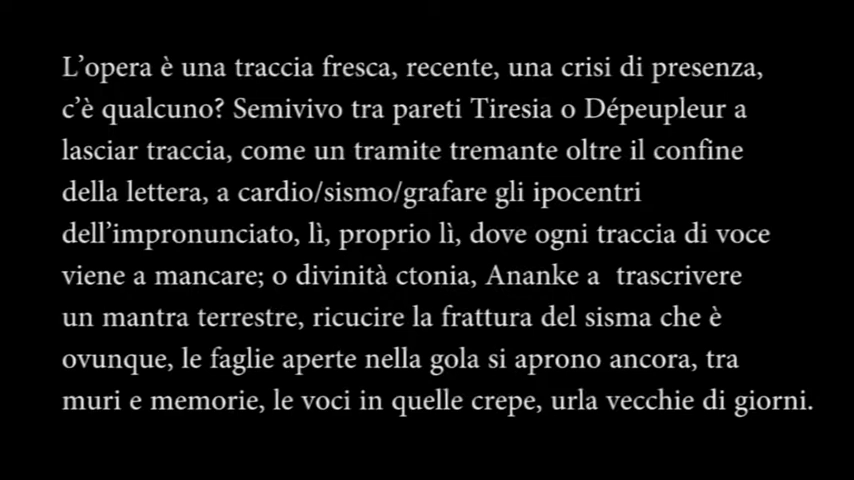 L’opera è una traccia fresca, recente, una crisi di presenza,
c’è qualcuno? Semivivo tra pareti Tiresia o Dépeupleur a
lasciar traccia, come un tramite tremante oltre il confine
della lettera, a cardio/sismo/grafare gli ipocentri
dell’impronunciato, lì, proprio lì, dove ogni traccia di voce
viene a mancare; o divinità ctonia, Ananke a  trascrivere
un mantra terrestre, ricucire la frattura del sisma che è
ovunque, le faglie aperte nella gola si aprono ancora, tra
muri e memorie, le voci in quelle crepe, urla vecchie di giorni.